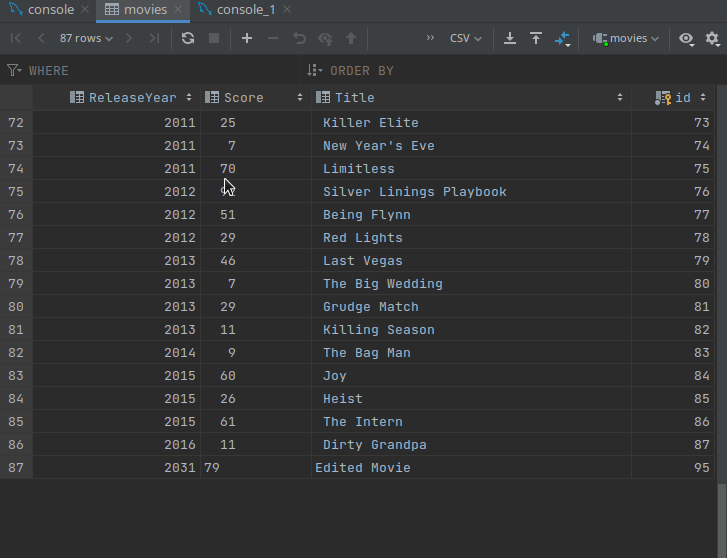 console movies console_1
87 rows CSV movies
WHERE ORDER BY
ReleaseYear Score Title id
72 2011 25 Killer Elite 73
73 2011 7 New Year's Eve 74
74 2011 70 Limitless 75
75 2012 Silver Linings Playbook 76
76 2012 51 Being Flynn 77
77 2012 29 Red Lights 78
78 2013 46 Last Vegas 79
79 2013 7 The Big Wedding 80
80 2013 29 Grudge Match 81
81 2013 11 Killing Season 82
82 2014 9 The Bag Man 83
83 2015 60 Joy 84
84 2015 26 Heist 85
85 2015 61 The Intern 86
86 2016 11 Dirty Grandpa 87
87 2031 79 Edited Movie 95